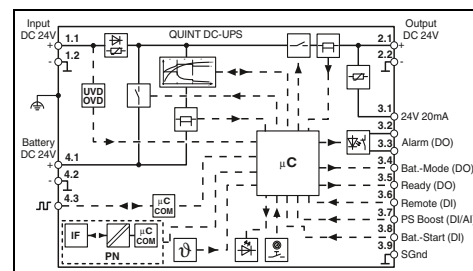 Input
DC 24V
QUINT DC-UPS
Output
DC 24V
1.1
+
1.2
-
2.1
+
2.2
-
UVD
OVD
3.1
24V 20mA
3.2
Alarm (DO)
3.3
Battery
DC 24V
4.1
+
4.2
-
4.3
µC
3.4
Bat.-Mode (DO)
3.5
Ready (DO)
3.6
Remote (DI)
3.7
PS Boost (DI/AI)
3.8
Bat.-Start (DI)
3.9
SGnd
µC
COM
IF
µC
COM
PN
ϑ